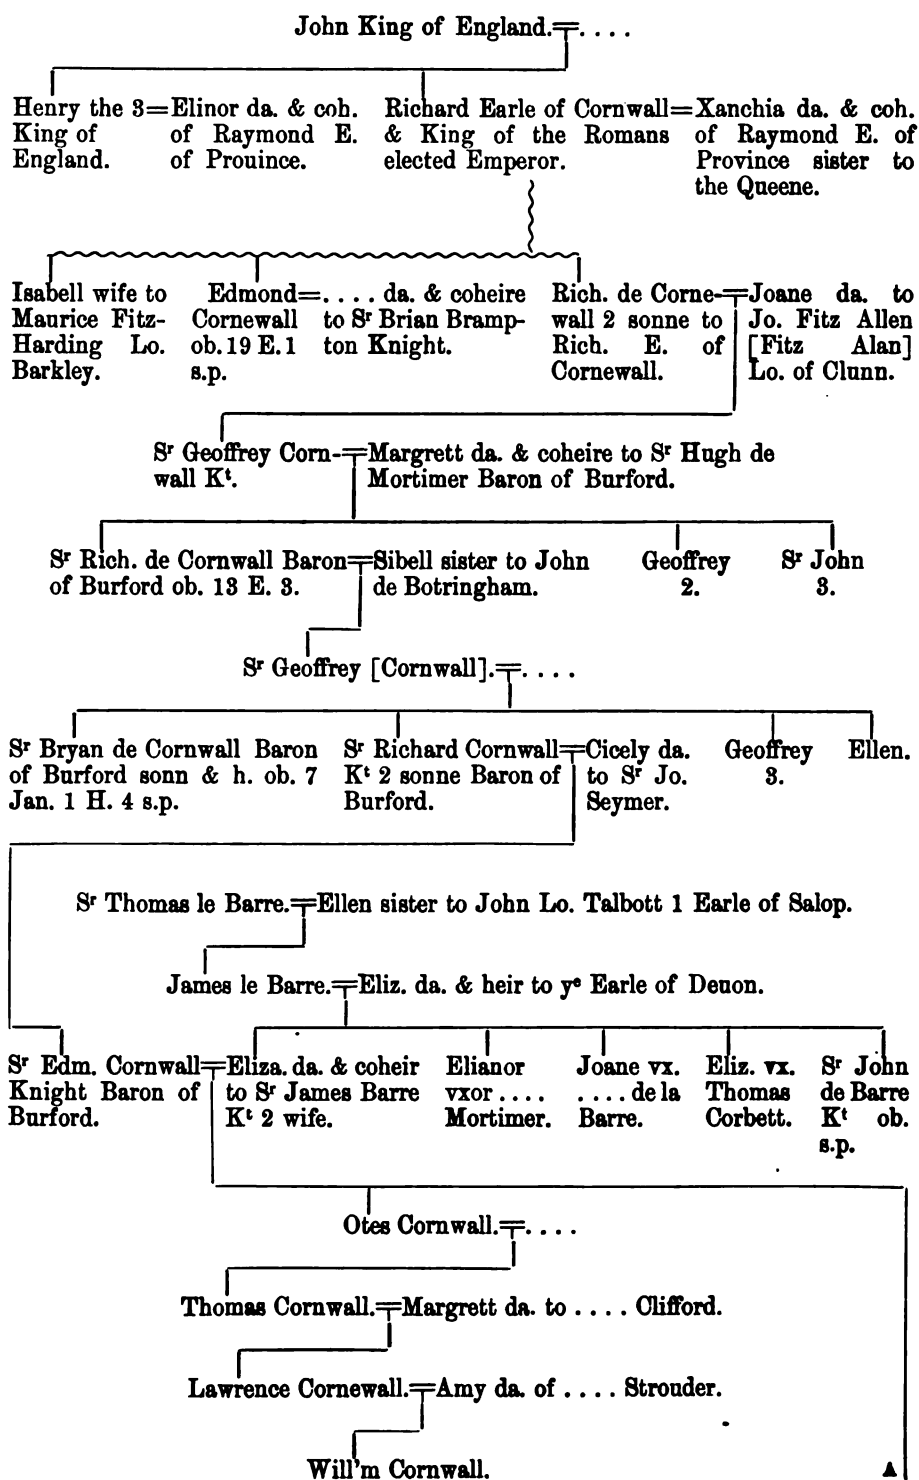 John King of England.=. . . .
Henry the 3=Elinor da. & coh.
King of of Raymond E.
England. of Prouince.
Richard Earle of Cornwall=Xanchia da. & coh.
& King of the Romans of Raymond E. of
elected Emperor. Province sister to
the Queene.
Isabell wife to
Maurice Fitz-
Harding Lo.
Barkley.
Edmond=. . . . da. & coheire
Cornewall to Sʳ Brian Bramp-
ob. 19 E. 1 ton Knight.
s.p.
Rich. de Corne-=Joane da. to
wall 2 sonne to Jo. Fitz Allen
Rich. E. of [Fitz Alan]
Cornewall. Lo. of Clunn.
Sʳ Geoffrey Corn-=Margrett da. & coheire to Sʳ Hugh de
wall Kᵗ. Mortimer Baron of Burford.
Sʳ Rich. de Cornwall Baron=Sibell sister to John
of Burford ob. 13 E. 3. de Botringham.
Geoffrey
2.
Sʳ John
3.
Sʳ Geoffrey [Cornwall].=. . . .
Sʳ Bryan de Cornwall Baron
of Burford sonn & h. ob. 7
Jan. 1 H. 4 s.p.
Sʳ Richard Cornwall=Cicely da.
Kᵗ 2 sonne Baron of to Sʳ Jo.
Burford. Seymer.
Geoffrey
3.
Ellen.
Sʳ Thomas le Barre.=Ellen sister to John Lo. Talbott 1 Earle of Salop.
James le Barre.=Eliz. da. & heir to yᵉ Earle of Deuon.
Sʳ Edm. Cornwall=Eliza. da. & coheir
Knight Baron of to Sʳ James Barre
Burford. Kᵗ 2 wife.
Elianor
vxor . . . .
Mortimer.
Joane vx.
. . . . de la
Barre.
Eliz. vx.
Thomas
Corbett.
Sʳ John
de Barre
Kᵗ ob.
s.p.
Otes Cornwall.=. . . .
Thomas Cornwall.=Margrett da. to . . . . Clifford.
Lawrence Cornewall.=Amy da. of . . . . Strouder.
Will'm Cornwall.
A